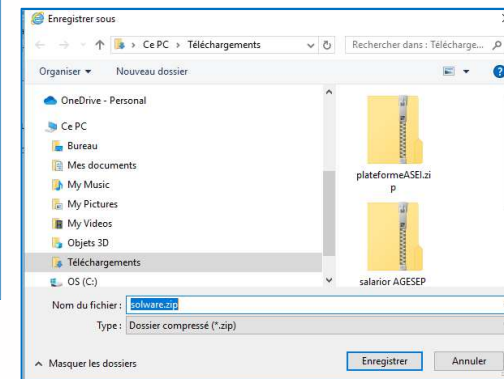 Enregistrer sous
Ce PC > Téléchargements
Rechercher dans : Télécharge...
Organiser
Nouveau dossier
OneDrive - Personal
Ce PC
Bureau
Mes documents
My Music
My Pictures
My Videos
Objets 3D
Téléchargements
OS (C:)
plateformeASEI.zi
p
salarior AGESEP
Nom du fichier :
solware.zip
Type :
Dossier compressé (*.zip)
Masquer les dossiers
Enregistrer
Annuler